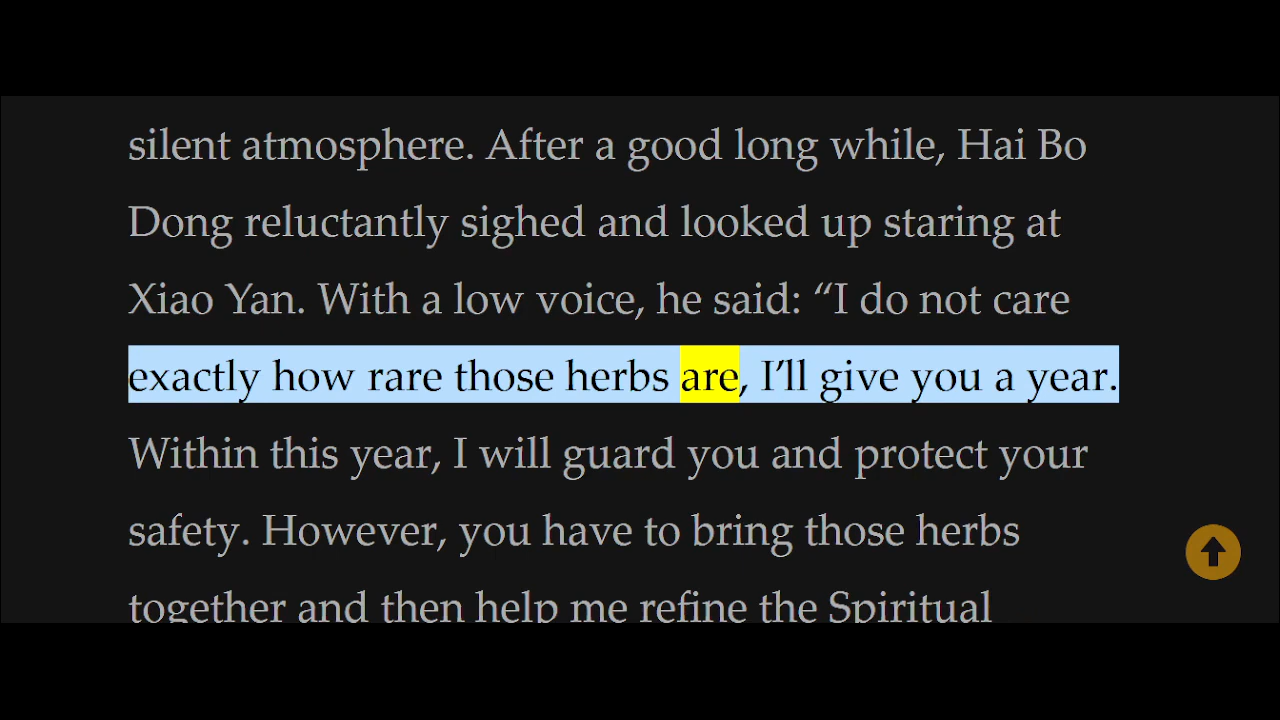 silent atmosphere. After a good long while, Hai Bo
Dong reluctantly sighed and looked up staring at
Xiao Yan. With a low voice, he said: “I do not care
exactly how rare those herbs are, I’ll give you a year.
Within this year, I will guard you and protect your
safety. However, you have to bring those herbs
together and then help me refine the Spiritual